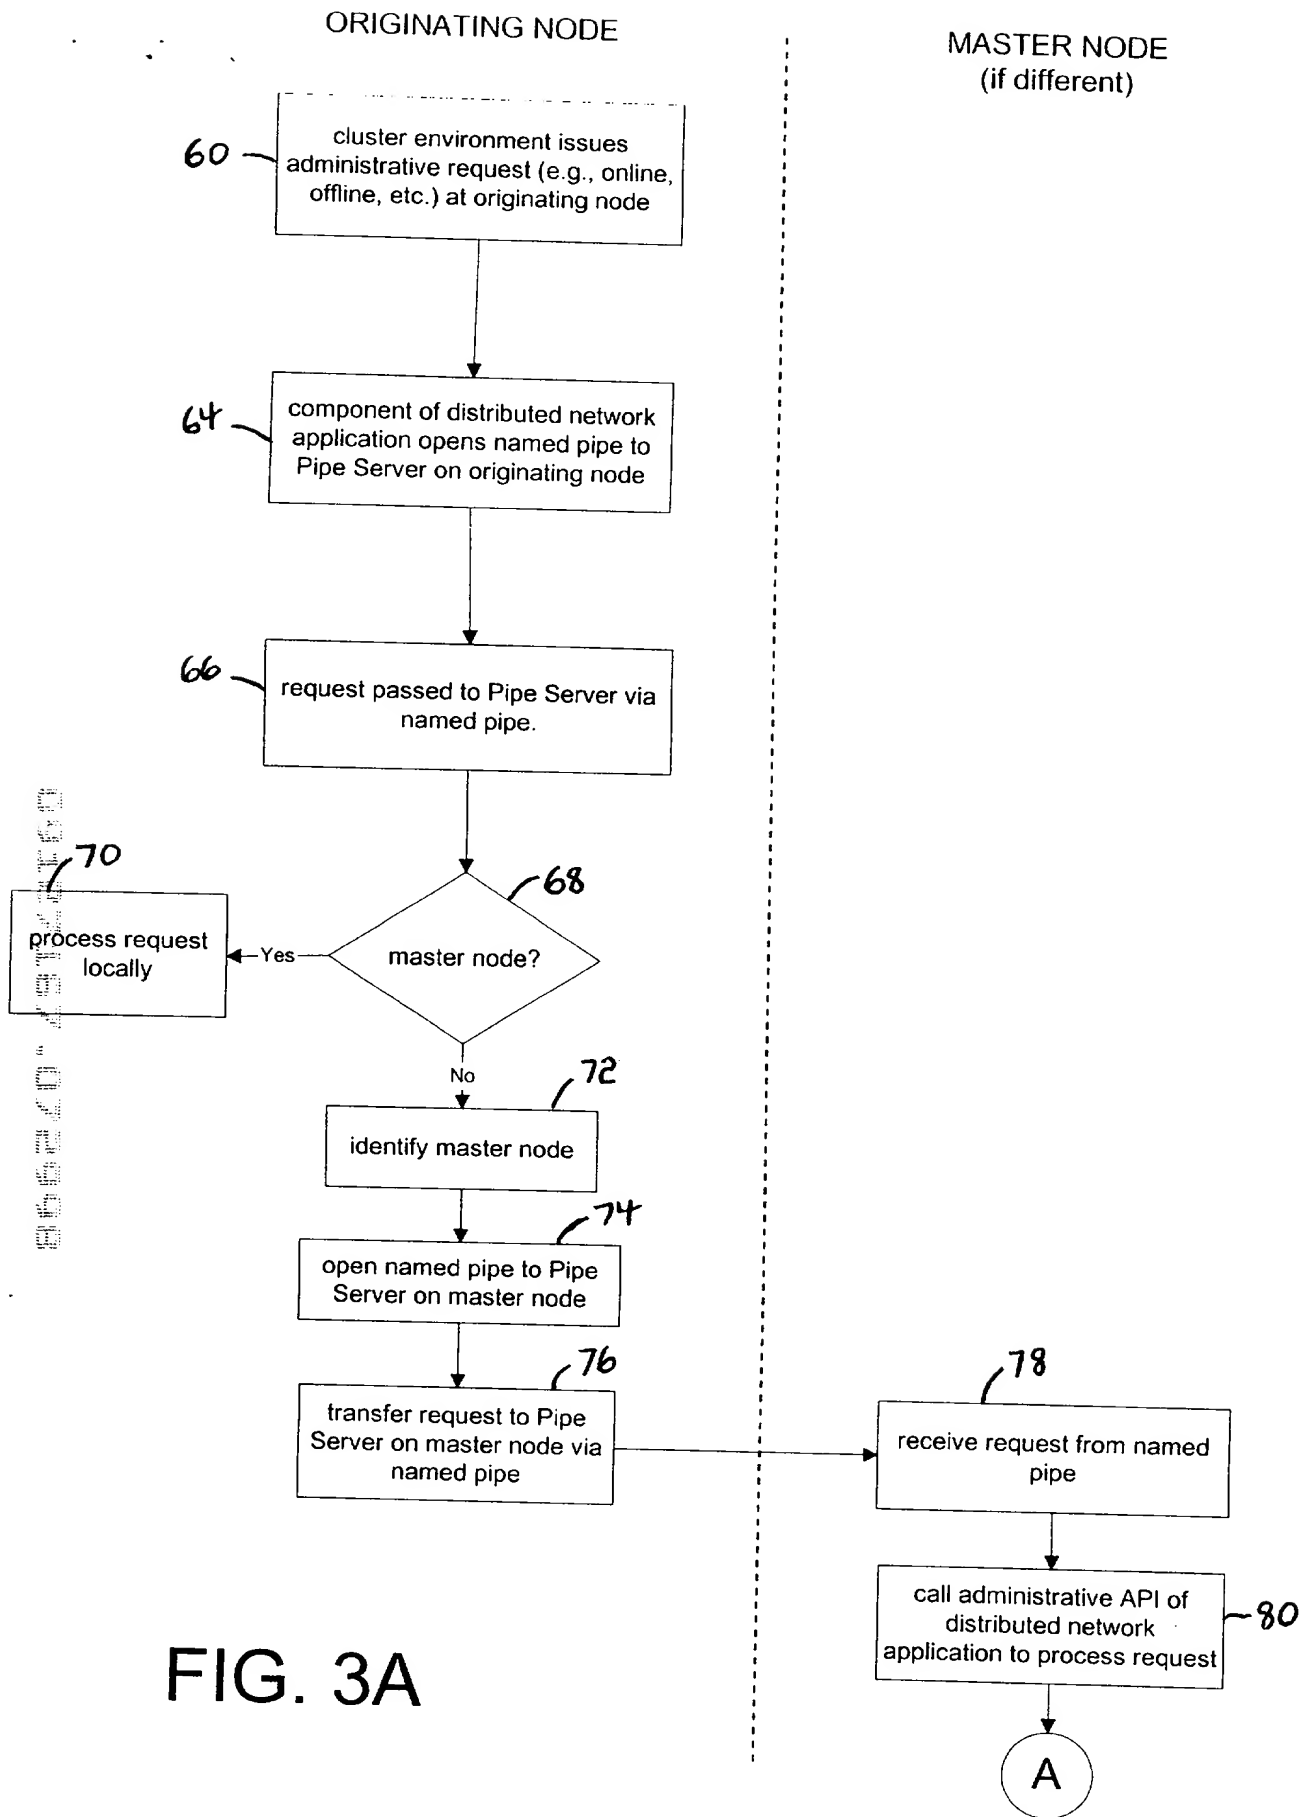 ORIGINATING NODE
MASTER NODE
(if different)
60
cluster environment issues
administrative request (e.g., online,
offline, etc.) at originating node
64
component of distributed network
application opens named pipe to
Pipe Server on originating node
66
request passed to Pipe Server via
named pipe.
70
68
process request
locally
Yes
master node?
No
72
identify master node
74
open named pipe to Pipe
Server on master node
76
transfer request to Pipe
Server on master node via
named pipe
78
receive request from named
pipe
call administrative API of
distributed network
application to process request
80
A
FIG. 3A